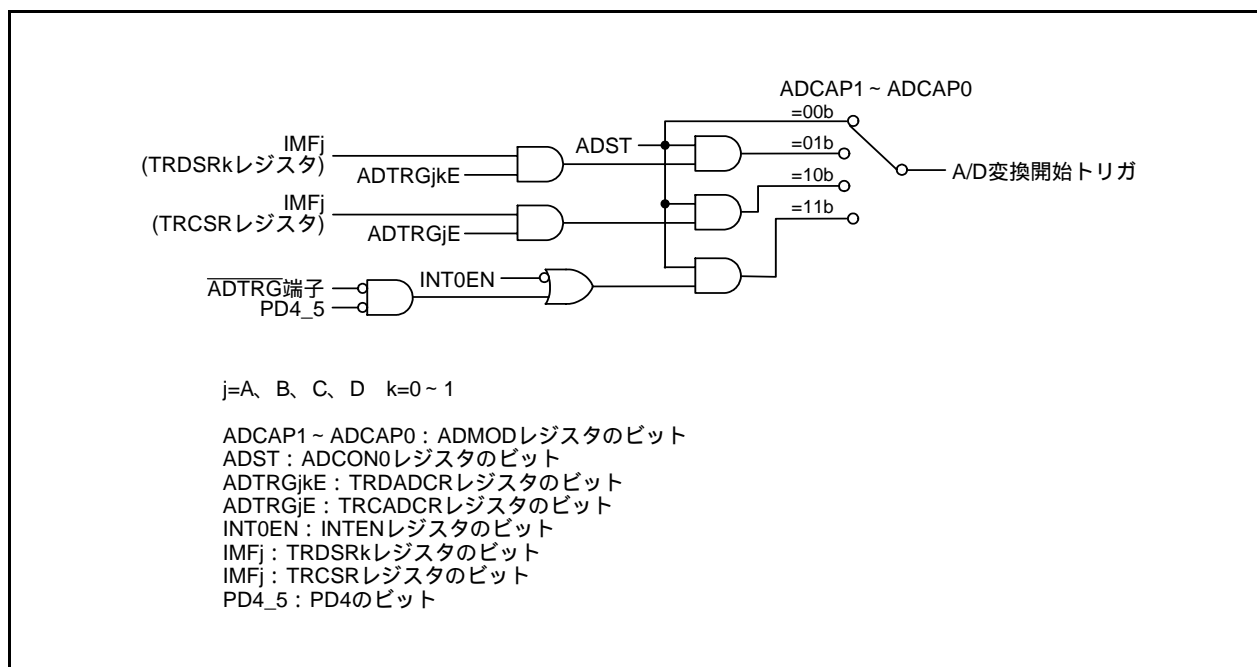 ADCAP1 ~ ADCAP0
=00b
IMFj
(TRDSRkレジスタ)
ADTRGjkE
ADST
=01b
A/D変換開始トリガ
=10b
IMFj
(TRCSRレジスタ)
ADTRGjE
=11b
ADTRG端子
PD4_5
INT0EN
j=A、B、C、D k=0 ~ 1
ADCAP1 ~ ADCAP0 : ADMODレジスタのビット
ADST : ADCON0レジスタのビット
ADTRGjkE : TRDADCRレジスタのビット
ADTRGjE : TRCADCRレジスタのビット
INT0EN : INTENレジスタのビット
IMFj : TRDSRkレジスタのビット
IMFj : TRCSRレジスタのビット
PD4_5 : PD4のビット